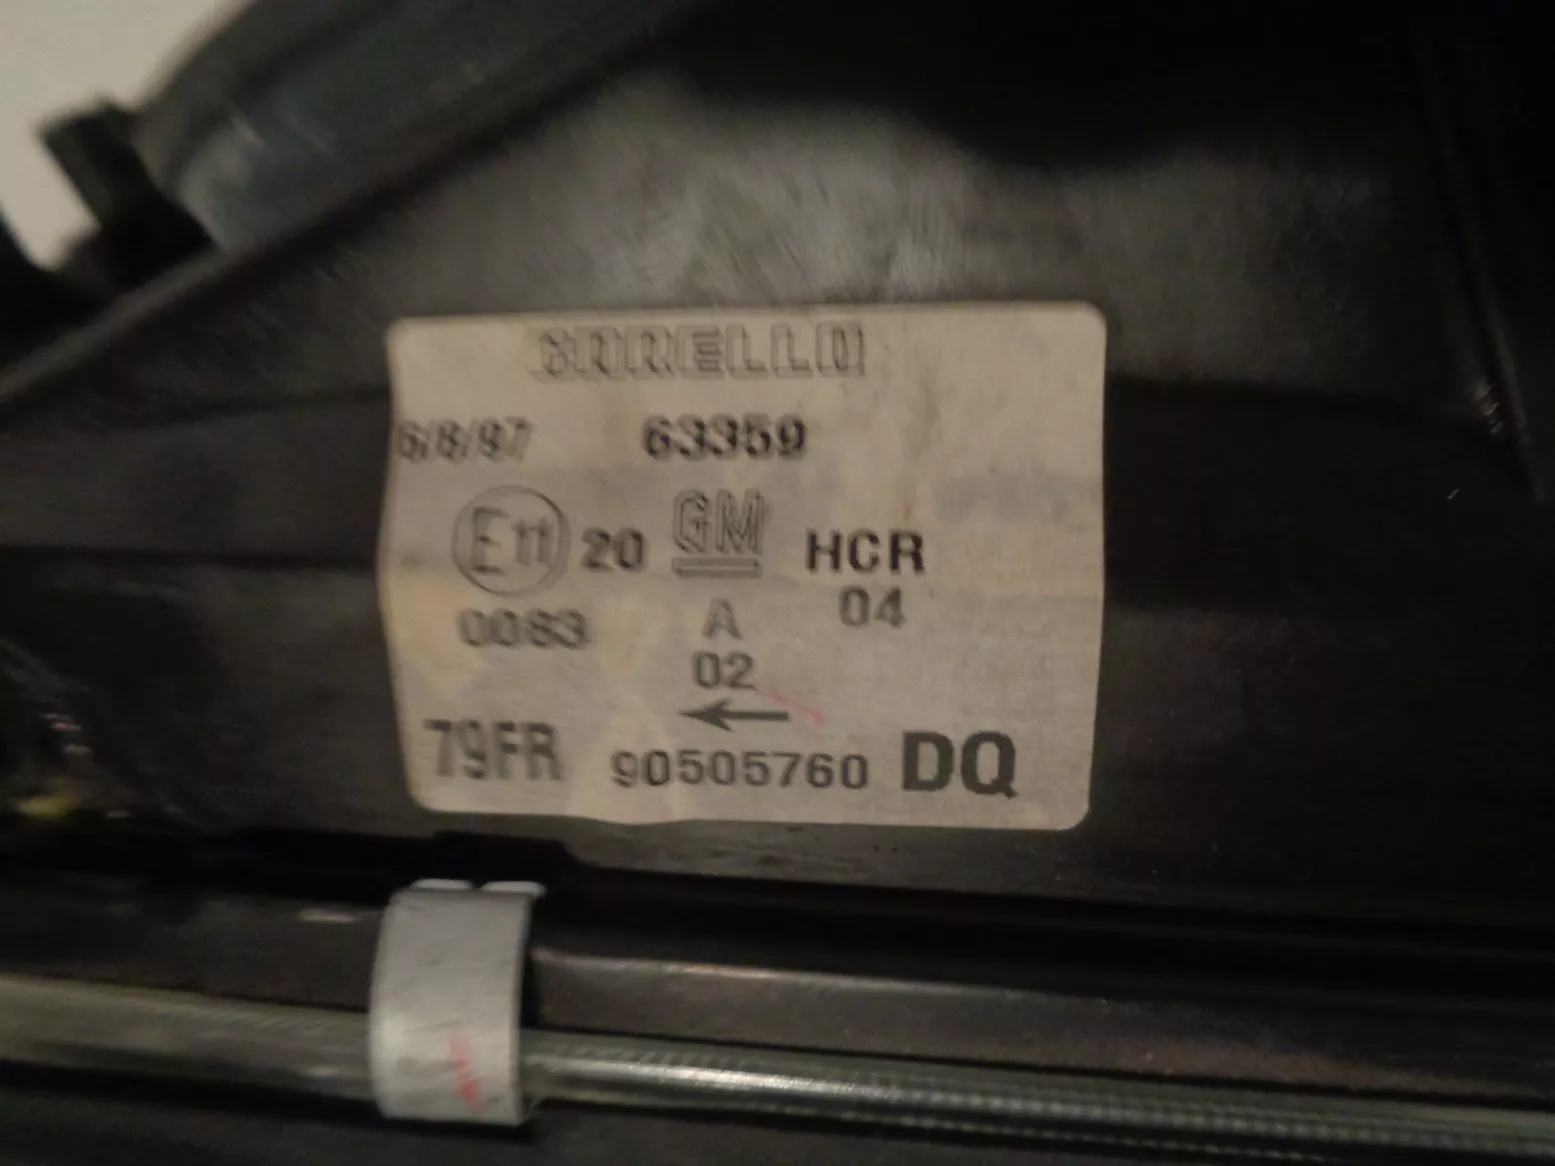 CARELLO
6/8/97 63359
E11 20 GM HCR
0083 A 04
02
79FR 90505760 DQ